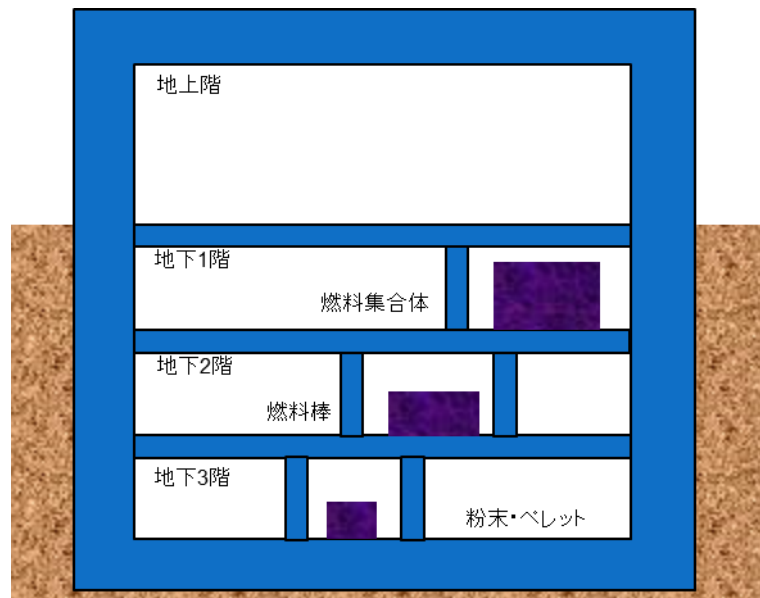 地上階
地下1階
燃料集合体
地下2階
燃料棒
地下3階
粉末・ペレット